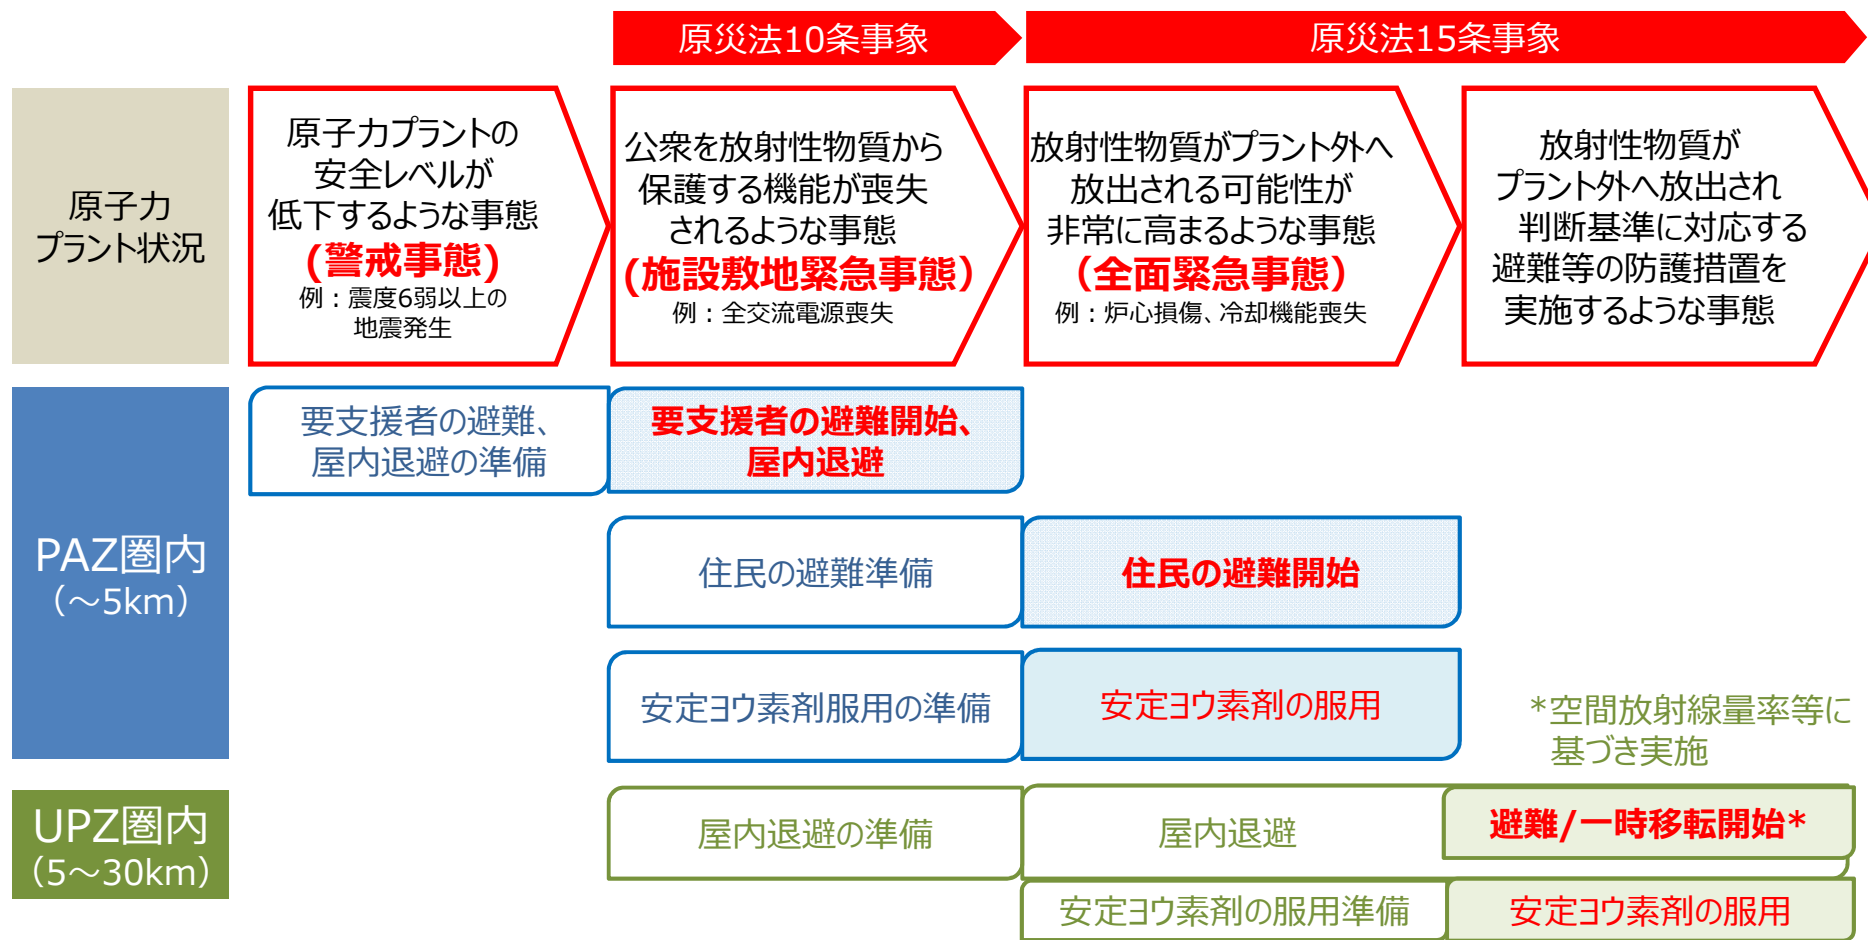 原災法10条事象
原災法15条事象
原子力
プラント状況
原子力プラントの
安全レベルが
低下するような事態
(警戒事態)
例：震度6弱以上の
地震発生
公衆を放射性物質から
保護する機能が喪失
されるような事態
(施設敷地緊急事態）
例：全交流電源喪失
放射性物質がプラント外へ
放出される可能性が
非常に高まるような事態
（全面緊急事態）
例：炉心損傷、冷却機能喪失
放射性物質が
プラント外へ放出され
判断基準に対応する
避難等の防護措置を
実施するような事態
PAZ圏内
（～5km）
要支援者の避難、
屋内退避の準備
要支援者の避難開始、
屋内退避
住民の避難準備
住民の避難開始
安定ヨウ素剤服用の準備
安定ヨウ素剤の服用
*空間放射線量率等に
基づき実施
UPZ圏内
（5～30km）
屋内退避の準備
屋内退避
避難/一時移転開始*
安定ヨウ素剤の服用準備
安定ヨウ素剤の服用